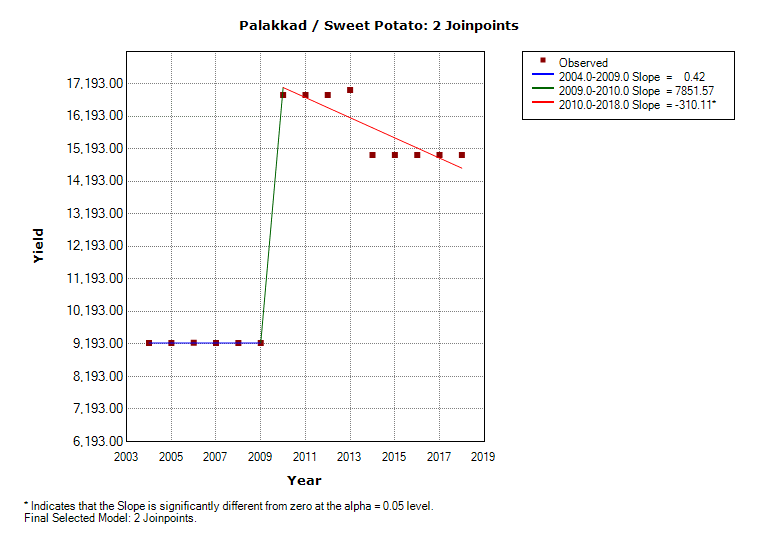 Palakkad / Sweet Potato: 2 Joinpoints
Observed
2004.0-2009.0 Slope = 0.42
2009.0-2010.0 Slope = 7851.57
2010.0-2018.0 Slope = -310.11*
17,193.00
16,193.00
15,193.00
14,193.00
13,193.00
12,193.00
11,193.00
10,193.00
9,193.00
8,193.00
7,193.00
6,193.00
Yield
2003 2005 2007 2009 2011 2013 2015 2017 2019
Year
* Indicates that the Slope is significantly different from zero at the alpha = 0.05 level.
Final Selected Model: 2 Joinpoints.